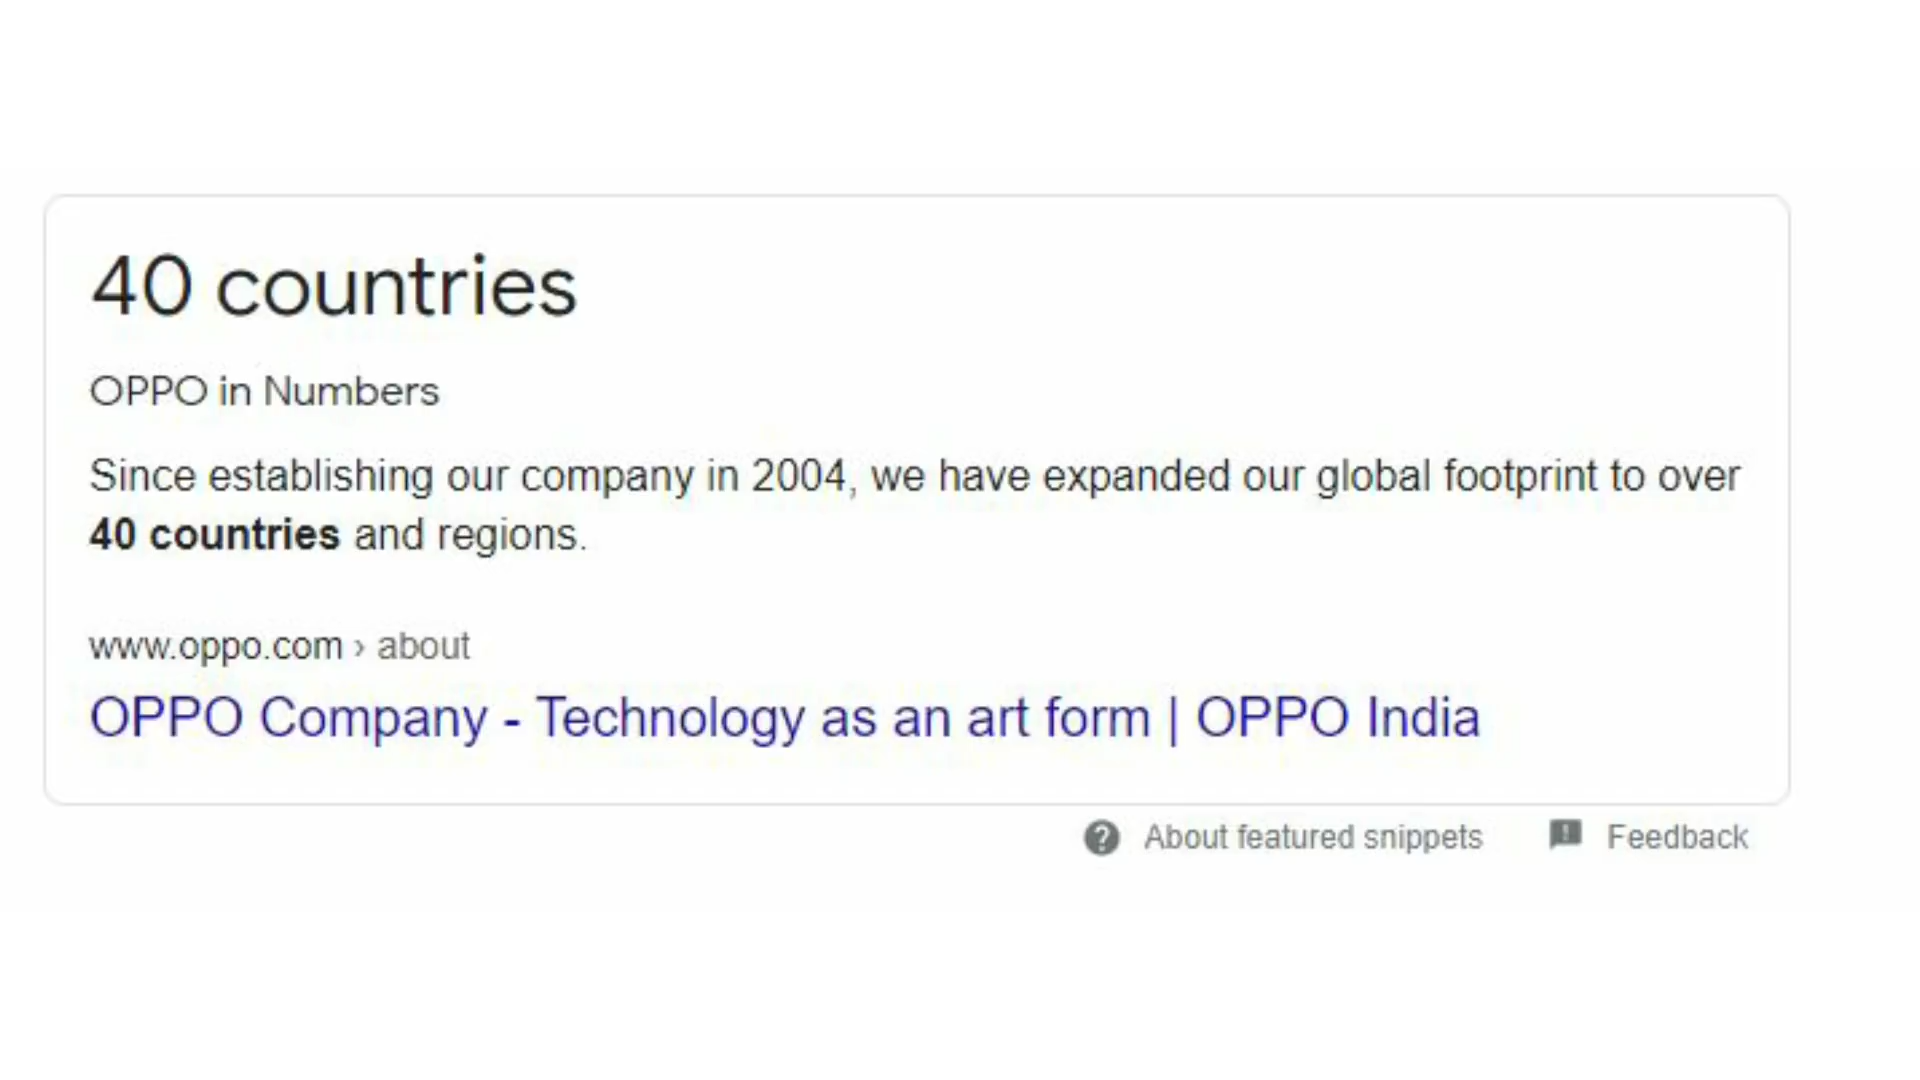 40 countries
OPPO in Numbers
Since establishing our company in 2004, we have expanded our global footprint to over
40 countries and regions.
www.oppo.com › about
OPPO Company - Technology as an art form | OPPO India
About featured snippets Feedback